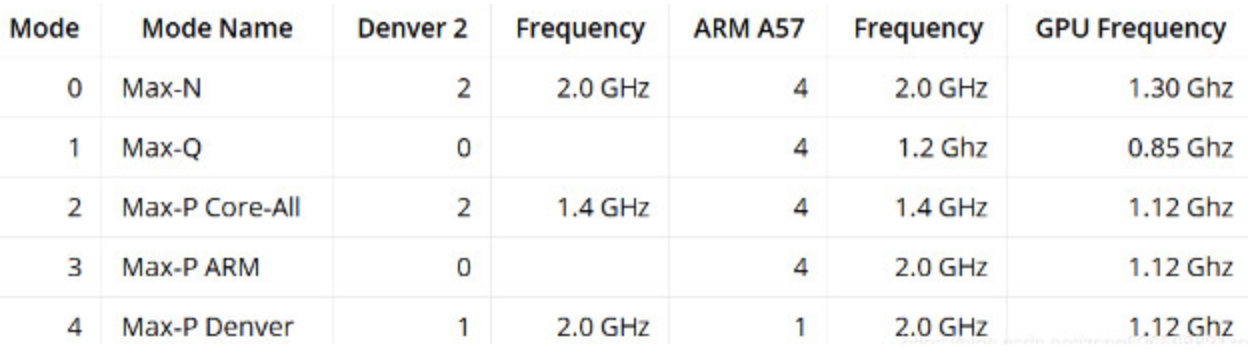 Mode Mode Name Denver 2 Frequency ARM A57 Frequency GPU Frequency
0 Max-N 2 2.0 GHz 4 2.0 GHz 1.30 Ghz
1 Max-Q 0 4 1.2 Ghz 0.85 Ghz
2 Max-P Core-All 2 1.4 GHz 4 1.4 GHz 1.12 Ghz
3 Max-P ARM 0 4 2.0 GHz 1.12 Ghz
4 Max-P Denver 1 2.0 GHz 1 2.0 GHz 1.12 Ghz